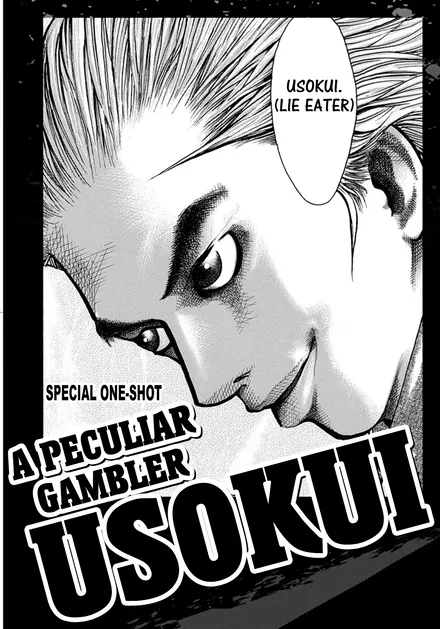 USOKUI.
(LIE EATER)
SPECIAL ONE-SHOT
A PECULIAR
GAMBLER
USOKUI